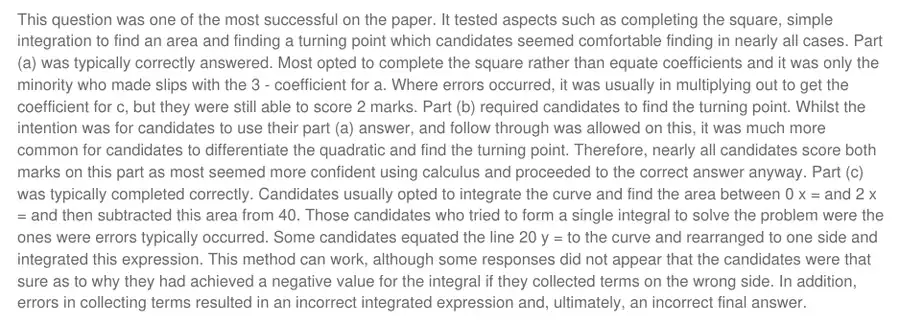 This question was one of the most successful on the paper. It tested aspects such as completing the square, simple
integration to find an area and finding a turning point which candidates seemed comfortable finding in nearly all cases. Part
(a) was typically correctly answered. Most opted to complete the square rather than equate coefficients and it was only the
minority who made slips with the 3 - coefficient for a. Where errors occurred, it was usually in multiplying out to get the
coefficient for c, but they were still able to score 2 marks. Part (b) required candidates to find the turning point. Whilst the
intention was for candidates to use their part (a) answer, and follow through was allowed on this, it was much more
common for candidates to differentiate the quadratic and find the turning point. Therefore, nearly all candidates score both
marks on this part as most seemed more confident using calculus and proceeded to the correct answer anyway. Part (c)
was typically completed correctly. Candidates usually opted to integrate the curve and find the area between 0 x = and 2 x
= and then subtracted this area from 40. Those candidates who tried to form a single integral to solve the problem were the
ones were errors typically occurred. Some candidates equated the line 20 y = to the curve and rearranged to one side and
integrated this expression. This method can work, although some responses did not appear that the candidates were that
sure as to why they had achieved a negative value for the integral if they collected terms on the wrong side. In addition,
errors in collecting terms resulted in an incorrect integrated expression and, ultimately, an incorrect final answer.